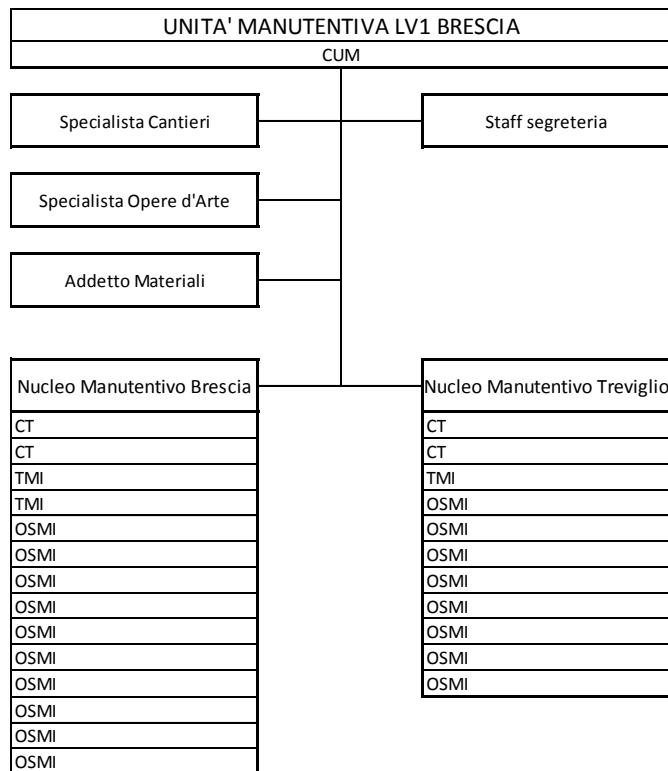 UNITA' MANUTENTIVA LV1 BRESCIA
CUM
Specialista Cantieri
Staff segreteria
Specialista Opere d'Arte
Addetto Materiali
Nucleo Manutentivo Brescia
CT
CT
TMI
TMI
OSMI
OSMI
OSMI
OSMI
OSMI
OSMI
OSMI
OSMI
OSMI
OSMI
Nucleo Manutentivo Treviglio
CT
CT
TMI
OSMI
OSMI
OSMI
OSMI
OSMI
OSMI
OSMI
OSMI